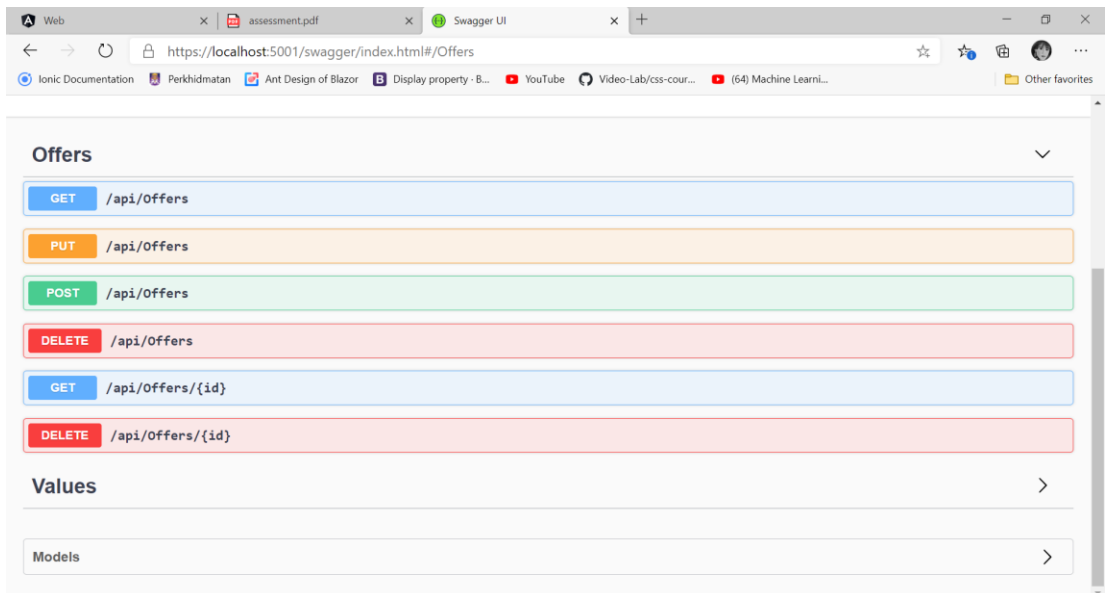 Web
assessment.pdf
Swagger UI
https://localhost:5001/swagger/index.html#/Offers
Ionic Documentation Perkhidmatan Ant Design of Blazor B Display property · B... YouTube Video-Lab/css-cour... (64) Machine Learni... Other favorites
Offers
GET /api/Offers
PUT /api/Offers
POST /api/Offers
DELETE /api/Offers
GET /api/Offers/{id}
DELETE /api/Offers/{id}
Values
Models